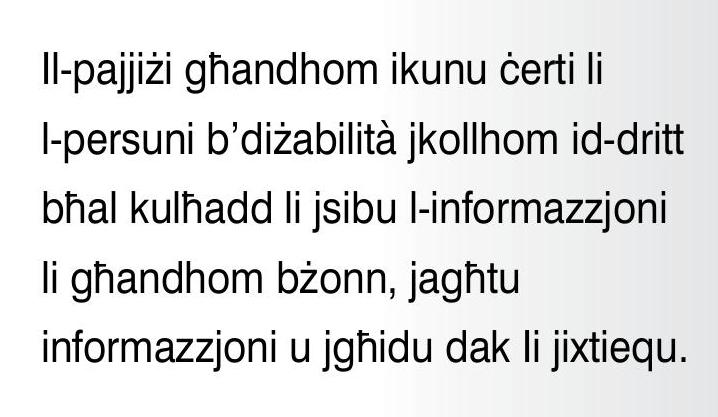 Il-pajjiżi għandhom ikunu ċerti li
l-persuni b’diżabilità jkollhom id-dritt
bħal kulħadd li jsibu l-informazzjoni
li għandhom bżonn, jagħtu
informazzjoni u jgħidu dak li jixtiequ.